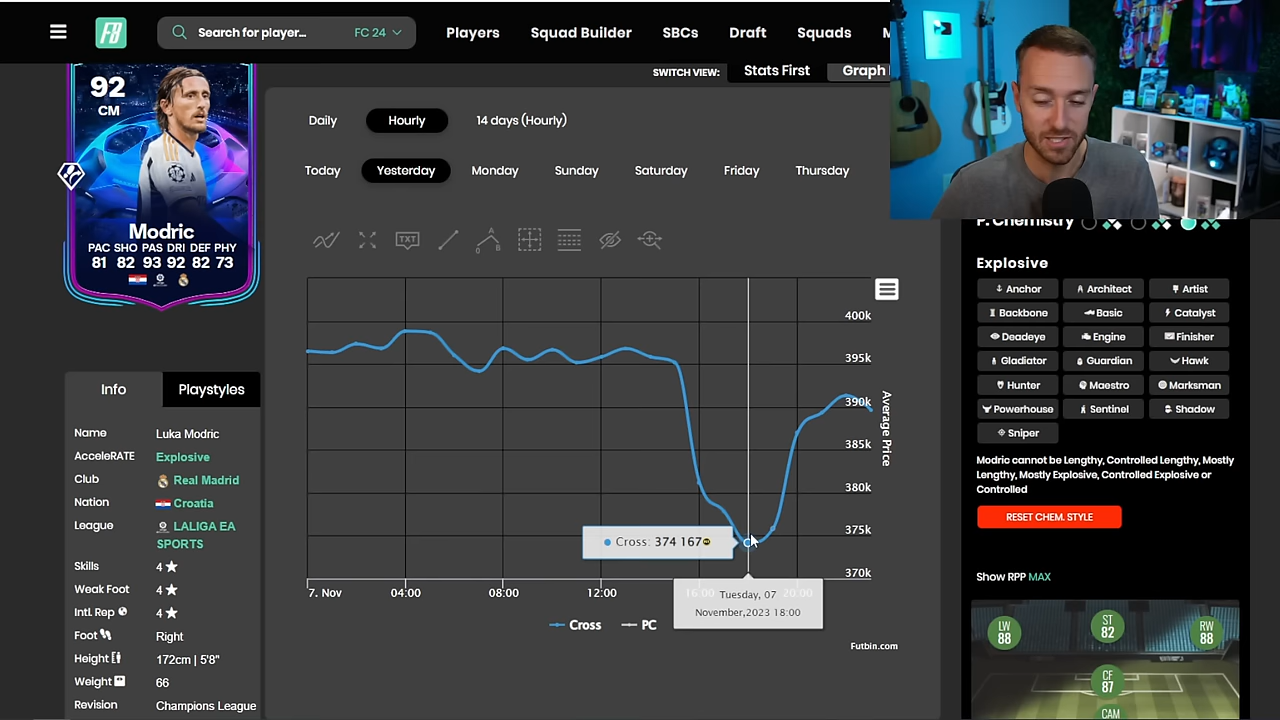 FB
Search for player...
FC 24
Players
Squad Builder
SBCs
Draft
Squads
SWITCH VIEW:
Stats First
Graph
92
CM
Modric
PAC SHO PAS DRI DEF PHY
81 82 93 92 82 73
Daily
Hourly
14 days (Hourly)
Today
Yesterday
Monday
Sunday
Saturday
Friday
Thursday
TXT
400k
395k
390k
385k
380k
375k
370k
Average Price
Cross: 374 167
7. Nov
04:00
08:00
12:00
16:00
20:00
Tuesday, 07
November,2023 18:00
Cross
PC
Futbin.com
Info
Playstyles
Name
Luka Modric
AcceleRATE
Explosive
Club
Real Madrid
Nation
Croatia
League
LALIGA EA
SPORTS
Skills
4
Weak Foot
4
Intl. Rep
4
Foot
Right
Height
172cm | 5'8"
Weight
66
Revision
Champions League
P. Chemistry
Explosive
Anchor
Architect
Artist
Backbone
Basic
Catalyst
Deadeye
Engine
Finisher
Gladiator
Guardian
Hawk
Hunter
Maestro
Marksman
Powerhouse
Sentinel
Shadow
Sniper
Modric cannot be Lengthy, Controlled Lengthy, Mostly
Lengthy, Mostly Explosive, Controlled Explosive or
Controlled
RESET CHEM. STYLE
Show RPP MAX
LW
88
ST
82
RW
88
CF
87
CAM